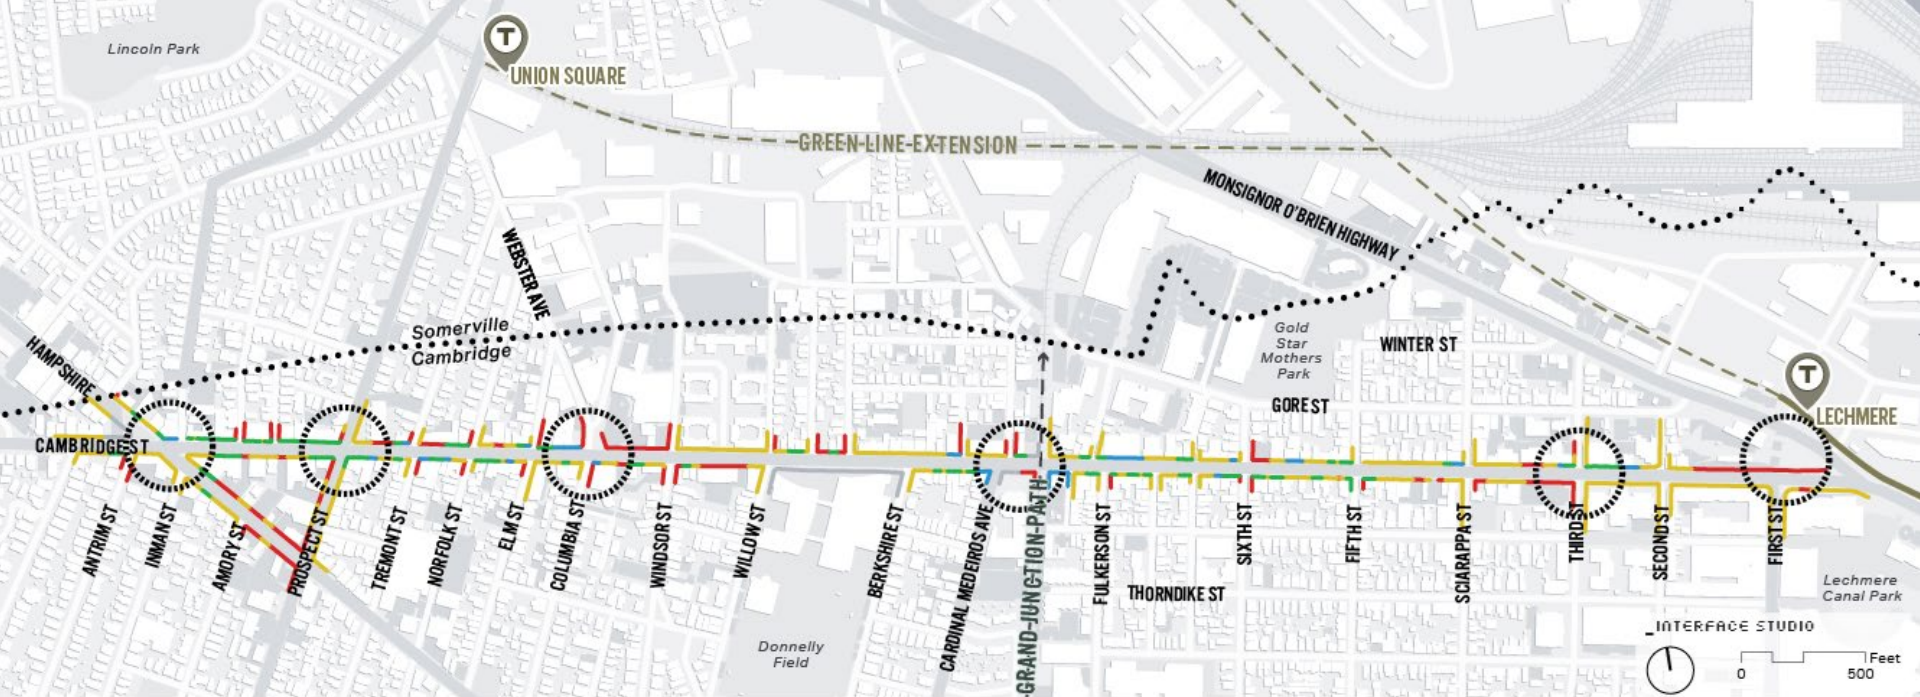 Lincoln Park
T
UNION SQUARE
GREEN-LINE-EXTENSION
MONSIGNOR O'BRIEN HIGHWAY
WEBSTER AVE
Somerville
Cambridge
Gold
Star
Mothers
Park
WINTER ST
HAMPSHIRE
T
LECHMERE
GORE ST
CAMBRIDGE ST
ANTRIM ST
INMAN ST
AMORY ST
PROSPECT ST
TREMONT ST
NORFOLK ST
ELM ST
COLUMBIA ST
WINDSOR ST
WILLOW ST
BERKSHIRE ST
CARDINAL MEDEIROS AVE
GRAND-JUNCTION-PATH
FULKERSON ST
THORNDIKE ST
SIXTH ST
FIFTH ST
SCIARAPPA ST
THIRD ST
SECOND ST
FIRST ST
Lechmere
Canal Park
Donnelly
Field
_INTERFACE STUDIO
0 500 Feet